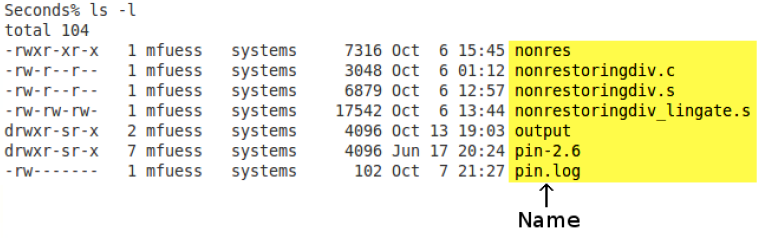 Seconds% ls -l
total 104
-rwxr-xr-x 1 mfuess systems 7316 Oct 6 15:45 nonres
-rw-r--r-- 1 mfuess systems 3048 Oct 6 01:12 nonrestoringdiv.c
-rw-r--r-- 1 mfuess systems 6879 Oct 6 12:57 nonrestoringdiv.s
-rw-rw-rw- 1 mfuess systems 17542 Oct 6 13:44 nonrestoringdiv_lingate.s
drwxr-sr-x 2 mfuess systems 4096 Oct 13 19:03 output
drwxr-sr-x 7 mfuess systems 4096 Jun 17 20:24 pin-2.6
-rw------- 1 mfuess systems 102 Oct 7 21:27 pin.log
Name